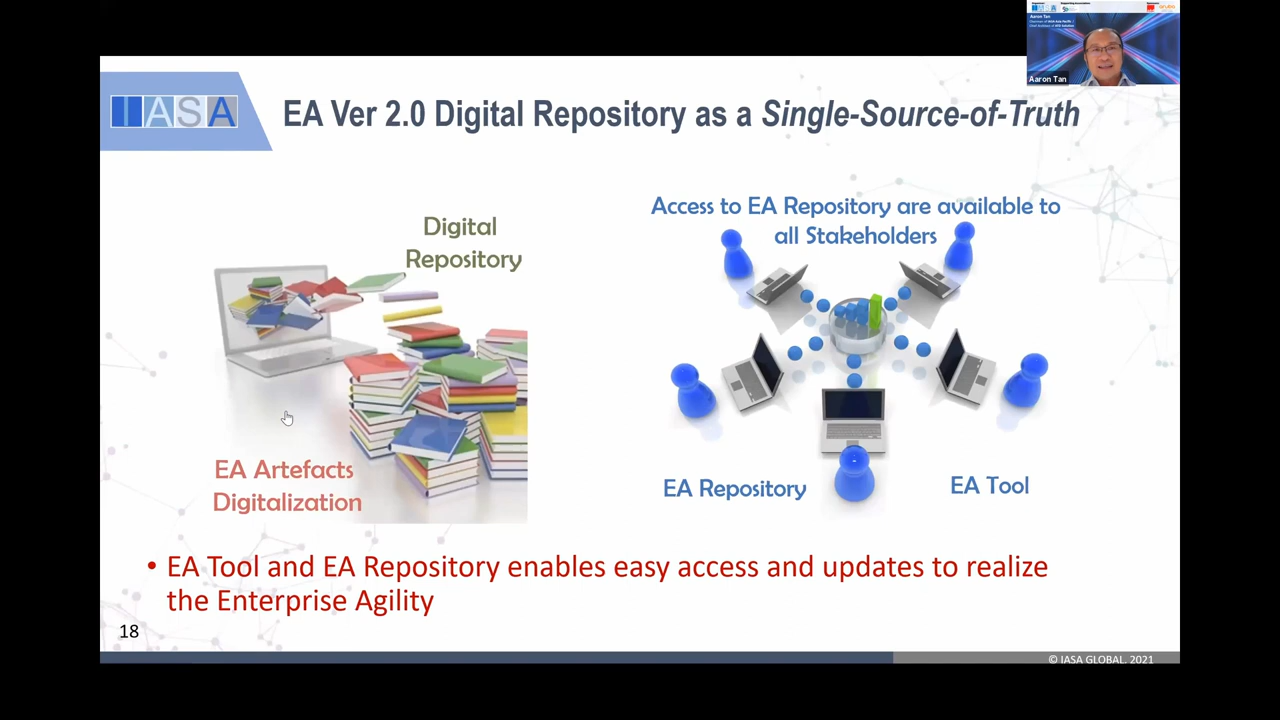 Aaron Tan
Aaron Tan
IASA
EA Ver 2.0 Digital Repository as a Single-Source-of-Truth
Digital
Repository
EA Artefacts
Digitalization
Access to EA Repository are available to
all Stakeholders
EA Repository
EA Tool
• EA Tool and EA Repository enables easy access and updates to realize
the Enterprise Agility
18
© IASA GLOBAL, 2021